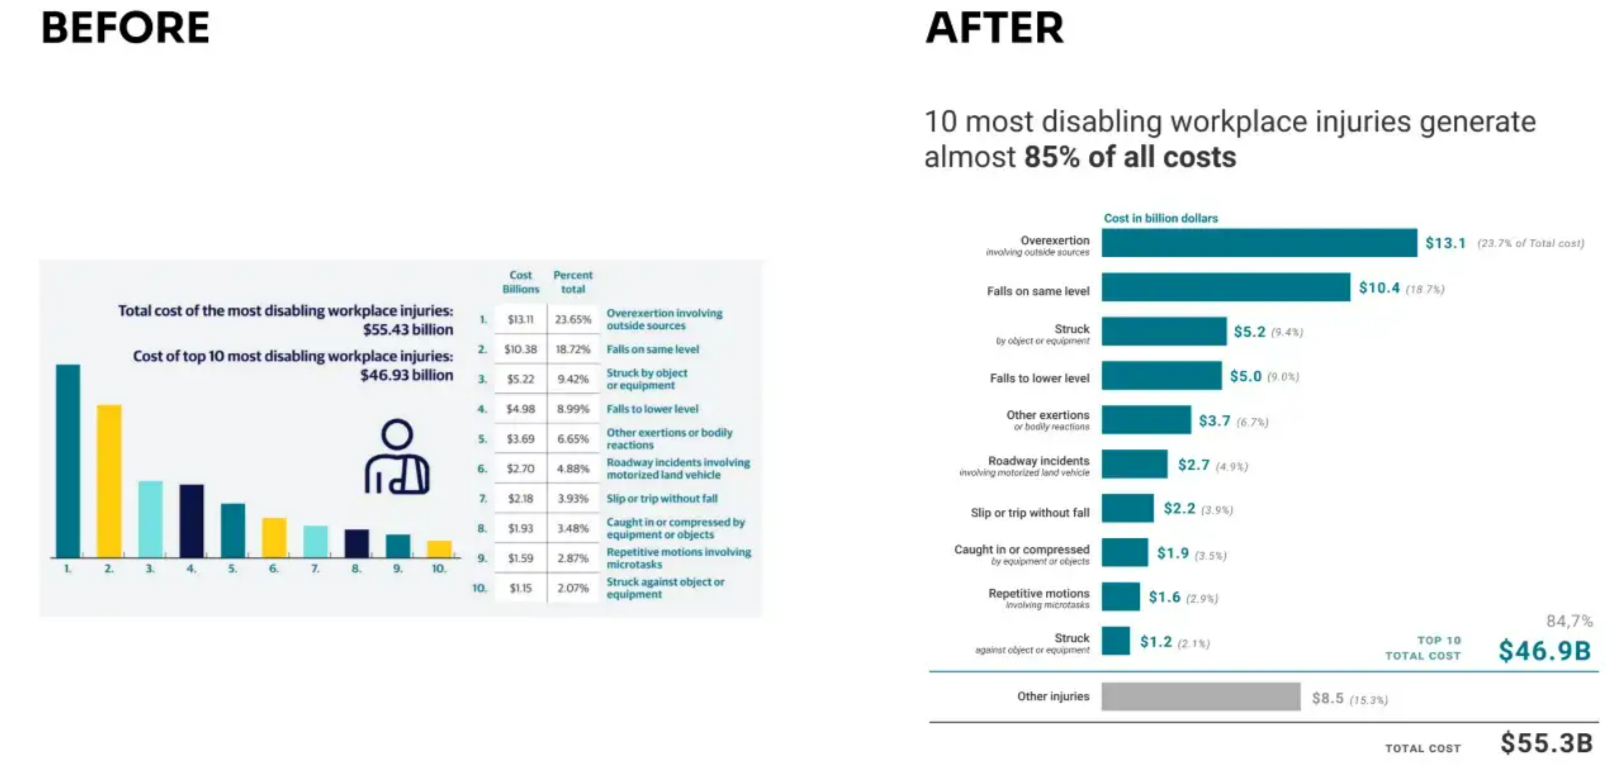 BEFORE
Total cost of the most disabling workplace injuries:
$55.43 billion
Cost of top 10 most disabling workplace injuries:
$46.93 billion
1. 2. 3. 4. 5. 6. 7. 8. 9. 10.
Cost Percent
Billions total
1. $13.11 23.65% Overexertion involving
outside sources
2. $10.38 18.72% Falls on same level
3. $5.22 9.42% Struck by object
or equipment
4. $4.98 8.99% Falls to lower level
5. $3.69 6.65% Other exertions or bodily
reactions
6. $2.70 4.88% Roadway incidents involving
motorized land vehicle
7. $2.18 3.93% Slip or trip without fall
8. $1.93 3.48% Caught in or compressed by
equipment or objects
9. $1.59 2.87% Repetitive motions involving
microtasks
10. $1.15 2.07% Struck against object or
equipment
AFTER
10 most disabling workplace injuries generate
almost 85% of all costs
Cost in billion dollars
Overexertion
involving outside sources
$13.1 (23.7% of Total cost)
Falls on same level $10.4 (18.7%)
Struck
by object or equipment
$5.2 (9.4%)
Falls to lower level $5.0 (9.0%)
Other exertions
or bodily reactions
$3.7 (6.7%)
Roadway incidents
involving motorized land vehicle
$2.7 (4.9%)
Slip or trip without fall $2.2 (3.9%)
Caught in or compressed
by equipment or objects
$1.9 (3.5%)
Repetitive motions
involving microtasks
$1.6 (2.9%)
Struck
against object or equipment
$1.2 (2.1%)
84,7%
TOP 10
TOTAL COST
$46.9B
Other injuries $8.5 (15.3%)
TOTAL COST $55.3B